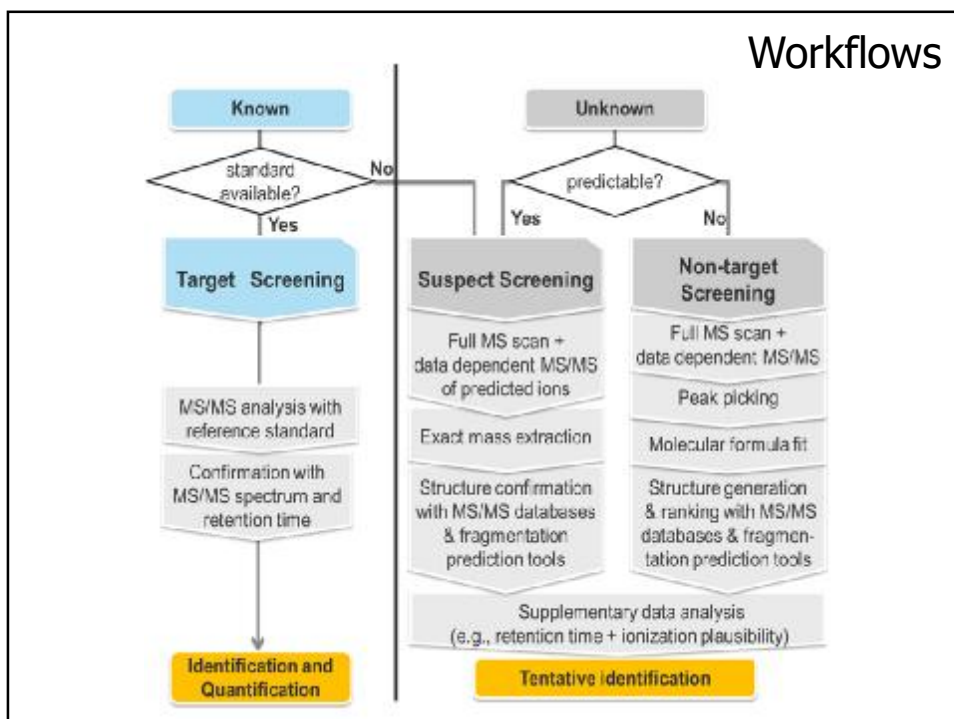 Workflows
Known
standard
available?
No
Yes
Target Screening
MS/MS analysis with
reference standard
Confirmation with
MS/MS spectrum and
retention time
Identification and
Quantification
Unknown
predictable?
Yes
No
Suspect Screening
Full MS scan +
data dependent MS/MS
of predicted ions
Exact mass extraction
Structure confirmation
with MS/MS databases
& fragmentation
prediction tools
Non-target
Screening
Full MS scan +
data dependent MS/MS
Peak picking
Molecular formula fit
Structure generation
& ranking with MS/MS
databases & fragmen-
tation prediction tools
Supplementary data analysis
(e.g., retention time + ionization plausibility)
Tentative identification